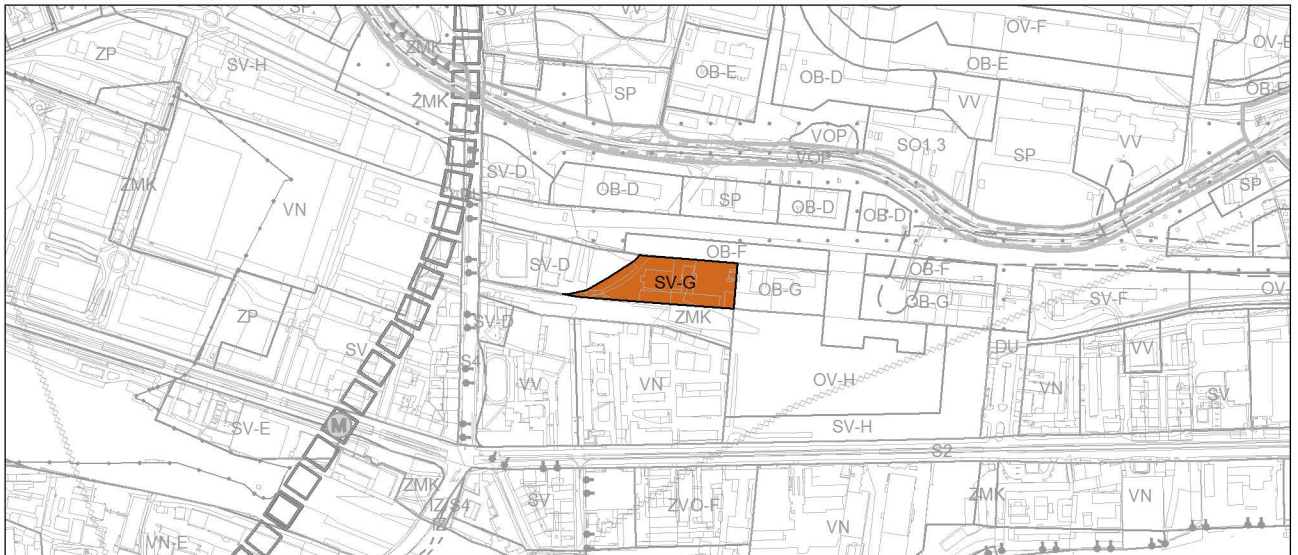 SP
SV
VV
OV-F
ZP
ZMK
OV-E
SV-H
OB-E
OB-D
OB-E
SP
ZMK
VV
OB-F
VOP
SO1,3
SP
VV
VOP
ZMK
SV-D
OB-D
SP
OB-D
OB-D
SP
VN
OB-F
SV-D
SV-G
OB-G
OB-F
OB-G
SV-F
OV-
ZP
SV-D
ZMK
SV
S4
DU
VV
VV
VN
OV-H
VN
SV
SV-E
M
SV-H
S2
ZMK
IZ/S4
IZ
SV
ZVO-F
VN
ZMK
VN
VN-E